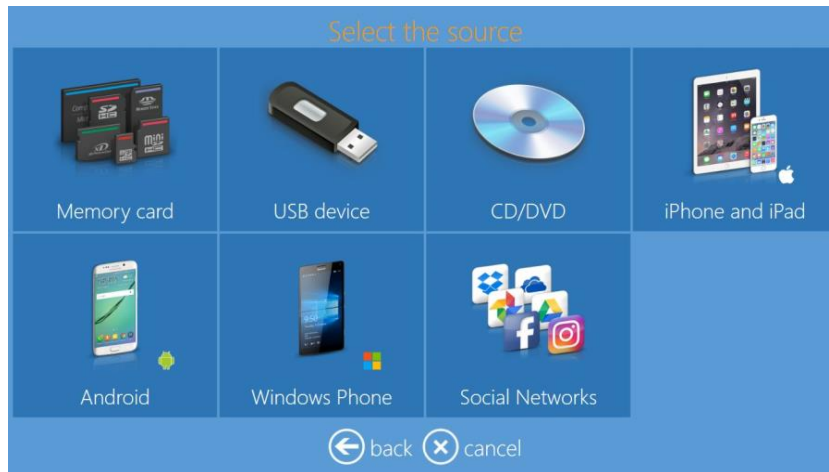 Select the source
Memory card
USB device
CD/DVD
iPhone and iPad
Android
Windows Phone
Social Networks
back
cancel